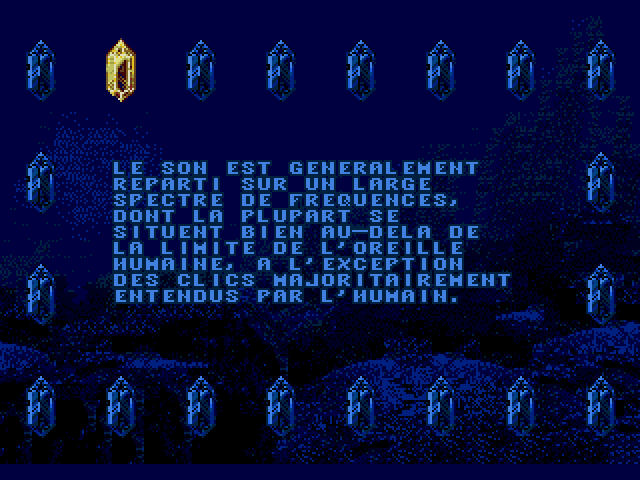 LE SON EST GENERALEMENT
REPARTI SUR UN LARGE
SPECTRE DE FREQUENCES,
DONT LA PLUPART SE
SITUENT BIEN AU-DELA DE
LA LIMITE DE L'OREILLE
HUMAINE, A L'EXCEPTION
DES CLICS MAJORITAIREMENT
ENTENDUS PAR L'HUMAIN.